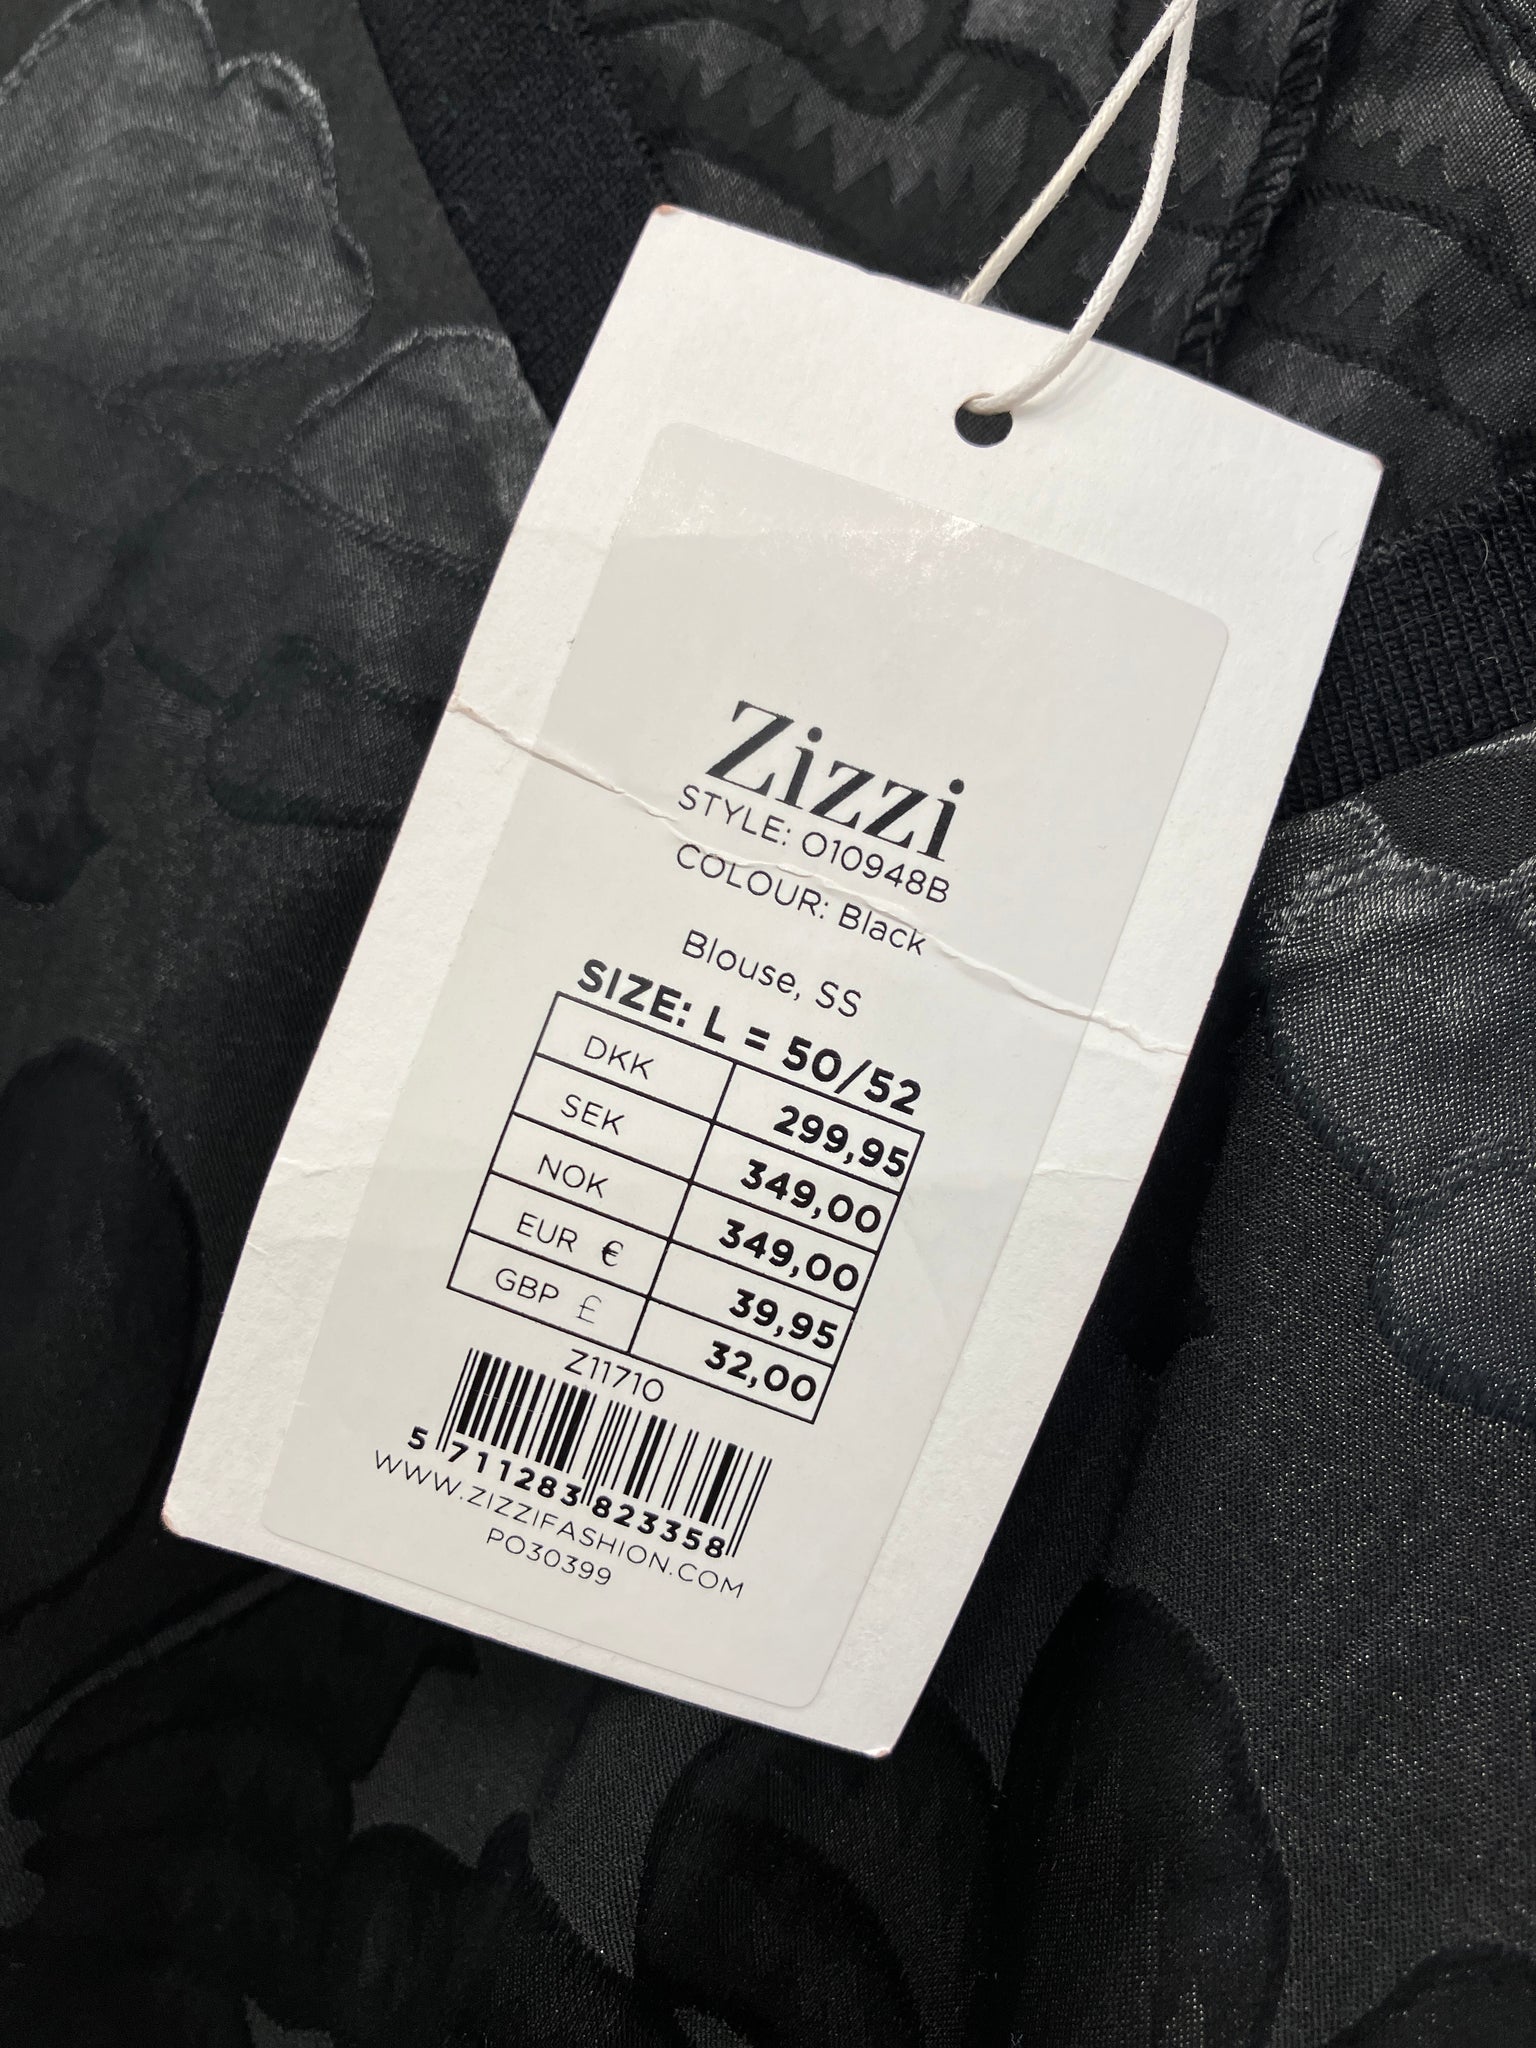 Zizzi
STYLE: O10948B
COLOUR: Black
Blouse, SS
SIZE: L = 50/52
DKK 299,95
SEK 349,00
NOK 349,00
EUR € 39,95
GBP £ 32,00
Z11710
5 711283 823358
WWW.ZIZZIFASHION.COM
PO30399